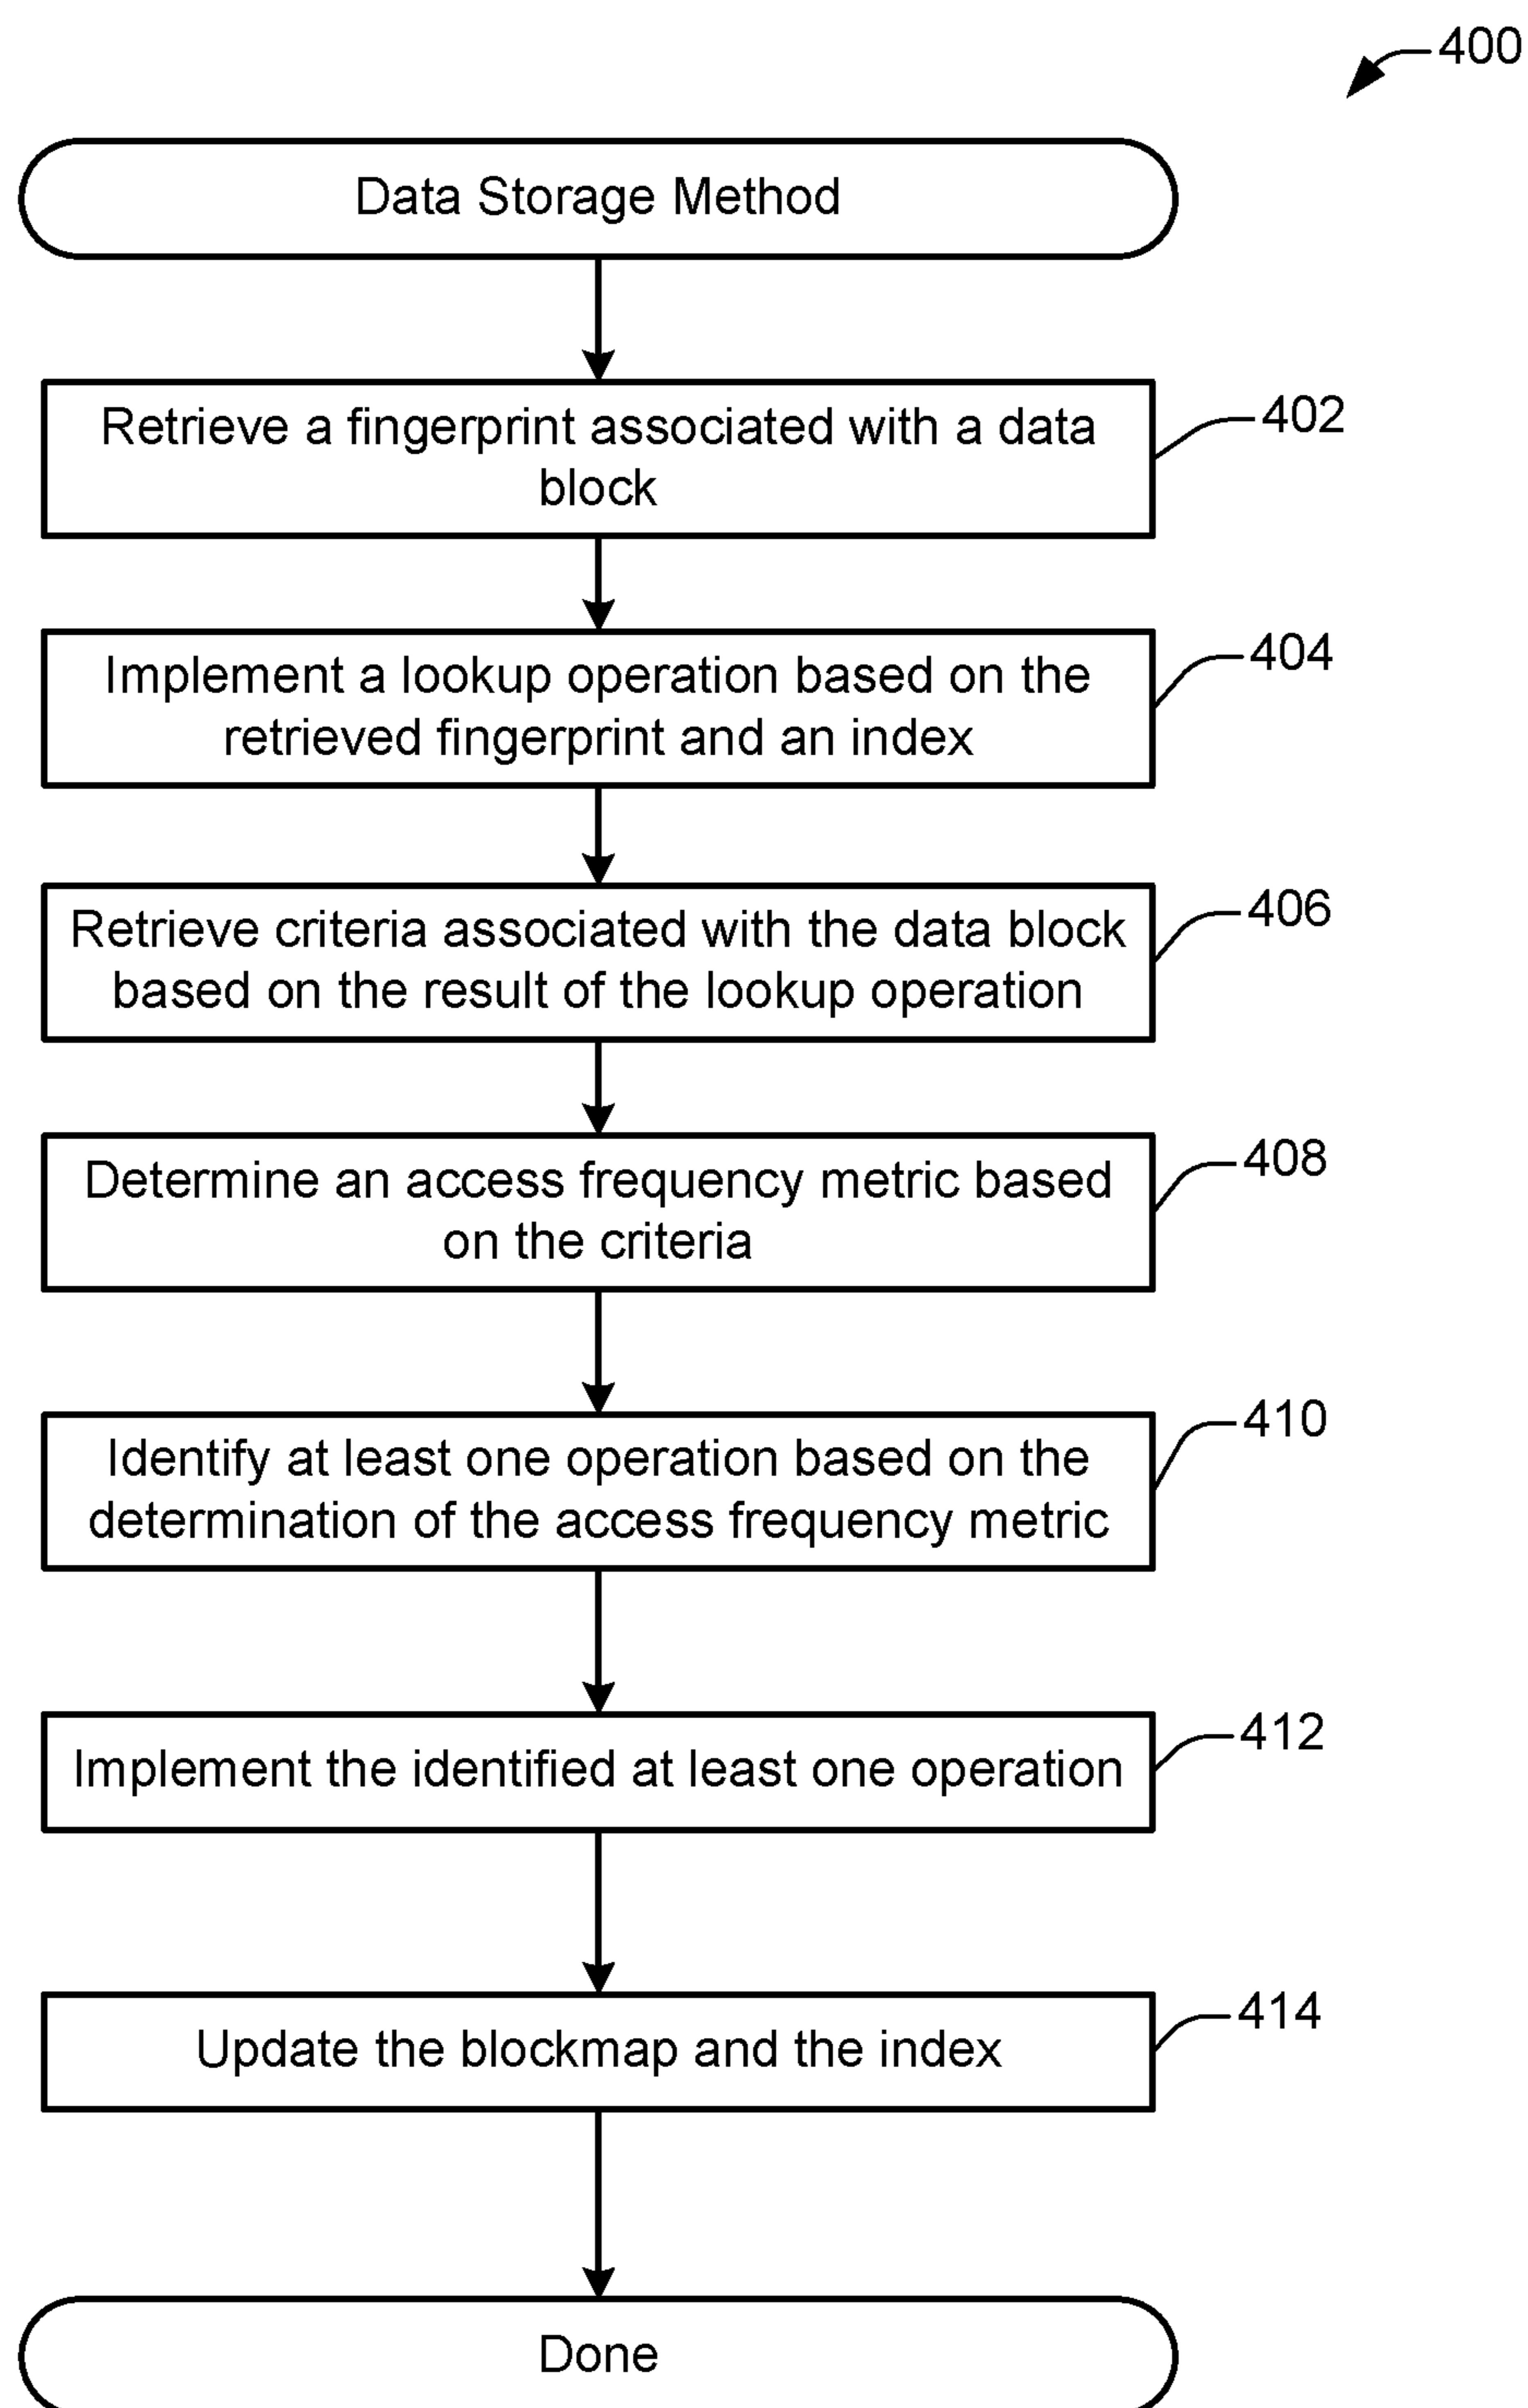 400
Data Storage Method
Retrieve a fingerprint associated with a data
block
402
Implement a lookup operation based on the
retrieved fingerprint and an index
404
Retrieve criteria associated with the data block
based on the result of the lookup operation
406
Determine an access frequency metric based
on the criteria
408
Identify at least one operation based on the
determination of the access frequency metric
410
Implement the identified at least one operation
412
Update the blockmap and the index
414
Done